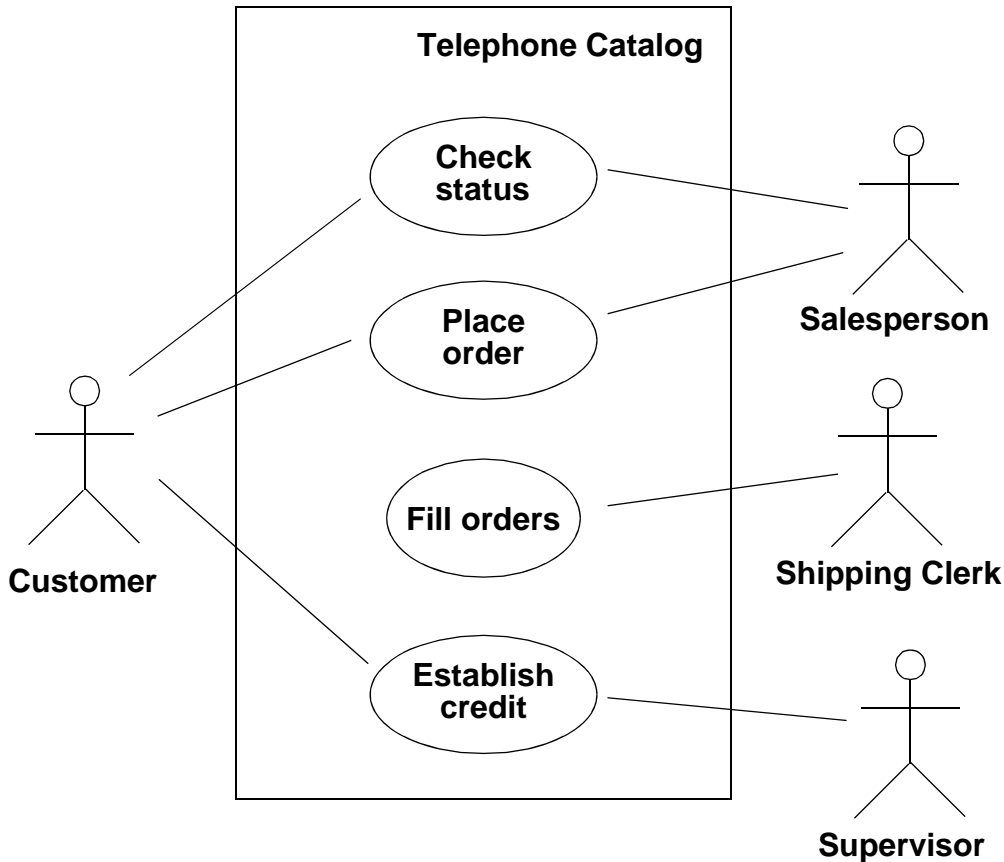 Telephone Catalog
Check
status
Place
order
Salesperson
Fill orders
Customer
Shipping Clerk
Establish
credit
Supervisor